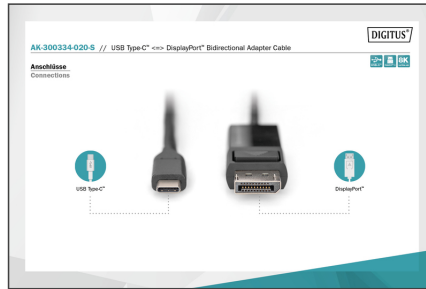 DIGITUS®
AK-300334-020-S // USB Type-C™ <=> DisplayPort™ Bidirectional Adapter Cable
8K
Anschlüsse
Connections
USB Type-C™
DisplayPort™